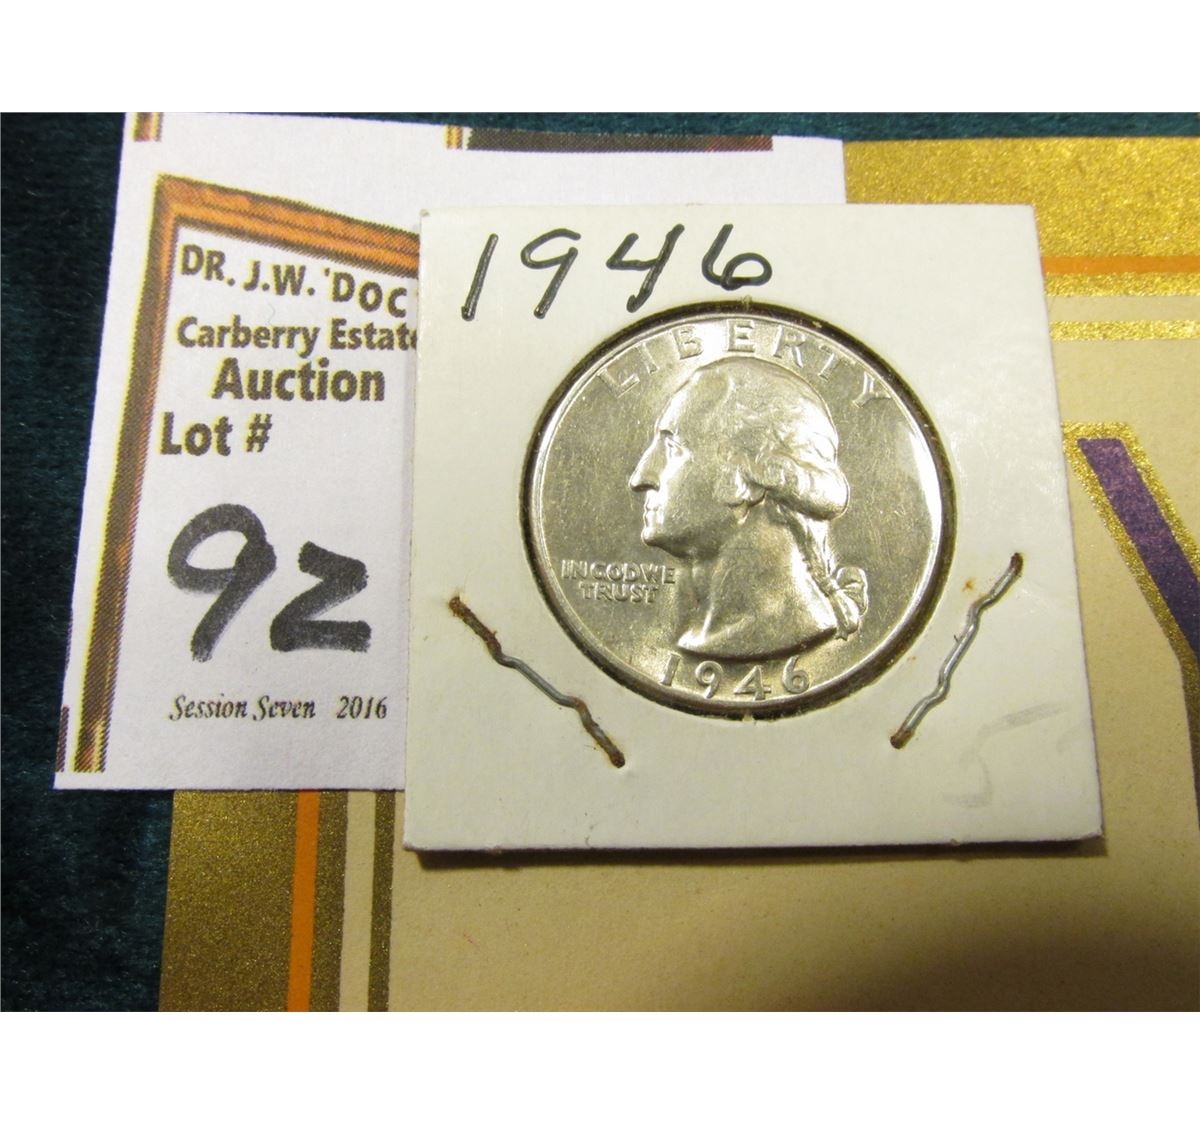 DR. J.W. 'DOC
Carberry Estate
Auction
Lot #
92
Session Seven 2016
1946
LIBERTY
IN GOD WE
TRUST
1946